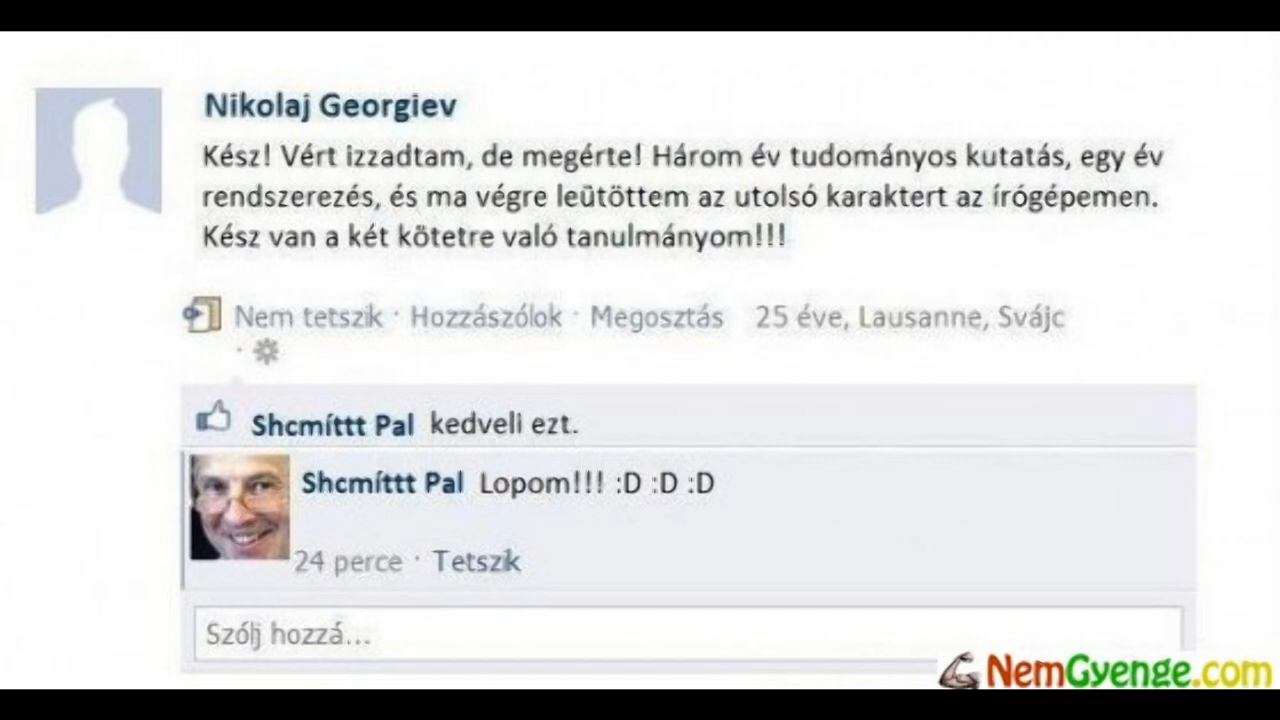 Nikolaj Georgiev
Kész! Vért izzadtam, de megérte! Három év tudományos kutatás, egy év
rendszerezés, és ma végre leütöttem az utolsó karaktert az írógépemen.
Kész van a két kötetre való tanulmányom!!!
Nem tetszik · Hozzászólok · Megosztás 25 éve, Lausanne, Svájc
·
Shcmíttt Pal kedveli ezt.
Shcmíttt Pal Lopom!!! :D :D :D
24 perce · Tetszik
Szólj hozzá...
NemGyenge.com